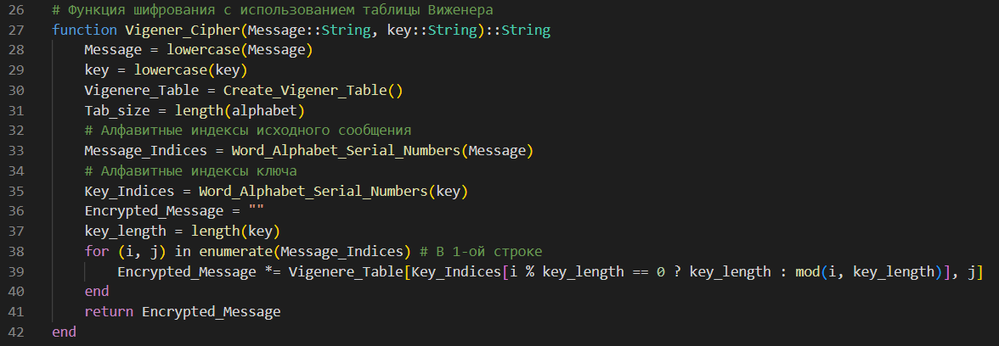 26 # Функция шифрования с использованием таблицы Виженера
27 function Vigener_Cipher(Message::String, key::String)::String
28     Message = lowercase(Message)
29     key = lowercase(key)
30     Vigenere_Table = Create_Vigener_Table()
31     Tab_size = length(alphabet)
32     # Алфавитные индексы исходного сообщения
33     Message_Indices = Word_Alphabet_Serial_Numbers(Message)
34     # Алфавитные индексы ключа
35     Key_Indices = Word_Alphabet_Serial_Numbers(key)
36     Encrypted_Message = ""
37     key_length = length(key)
38     for (i, j) in enumerate(Message_Indices) # В 1-ой строке
39         Encrypted_Message *= Vigenere_Table[Key_Indices[i % key_length == 0 ? key_length : mod(i, key_length)], j]
40     end
41     return Encrypted_Message
42 end